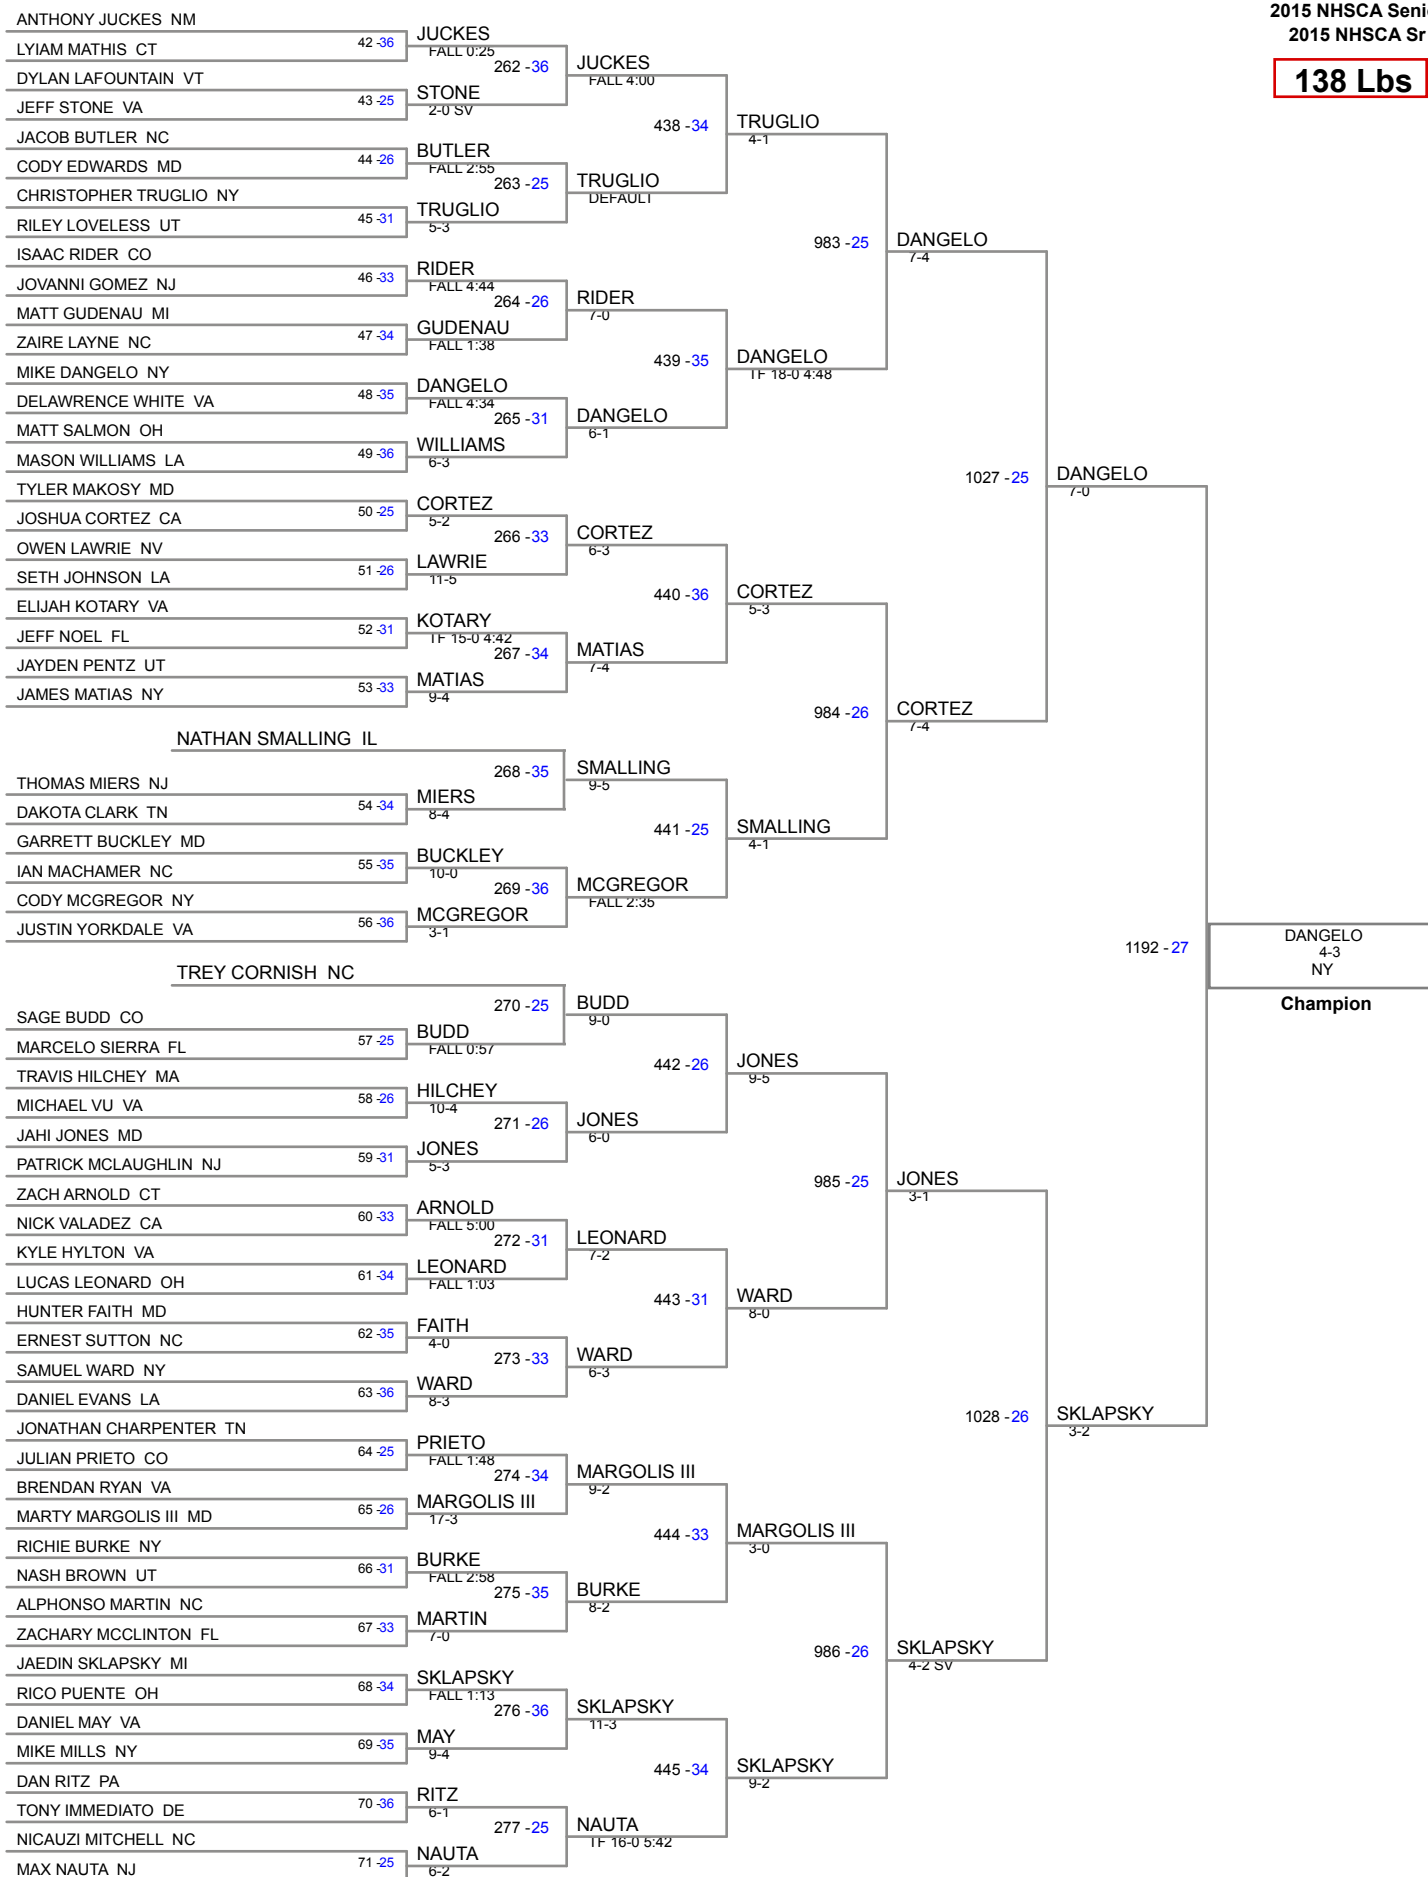 2015 NHSCA Seni
2015 NHSCA Sr
138 Lbs
ANTHONY JUCKES NM
LYIAM MATHIS CT
DYLAN LAFOUNTAIN VT
JEFF STONE VA
JACOB BUTLER NC
CODY EDWARDS MD
CHRISTOPHER TRUGLIO NY
RILEY LOVELESS UT
ISAAC RIDER CO
JOVANNI GOMEZ NJ
MATT GUDENAU MI
ZAIRE LAYNE NC
MIKE DANGELO NY
DELAWRENCE WHITE VA
MATT SALMON OH
MASON WILLIAMS LA
TYLER MAKOSY MD
JOSHUA CORTEZ CA
OWEN LAWRIE NV
SETH JOHNSON LA
ELIJAH KOTARY VA
JEFF NOEL FL
JAYDEN PENTZ UT
JAMES MATIAS NY
NATHAN SMALLING IL
THOMAS MIERS NJ
DAKOTA CLARK TN
GARRETT BUCKLEY MD
IAN MACHAMER NC
CODY MCGREGOR NY
JUSTIN YORKDALE VA
TREY CORNISH NC
SAGE BUDD CO
MARCELO SIERRA FL
TRAVIS HILCHEY MA
MICHAEL VU VA
JAHI JONES MD
PATRICK MCLAUGHLIN NJ
ZACH ARNOLD CT
NICK VALADEZ CA
KYLE HYLTON VA
LUCAS LEONARD OH
HUNTER FAITH MD
ERNEST SUTTON NC
SAMUEL WARD NY
DANIEL EVANS LA
JONATHAN CHARPENTER TN
JULIAN PRIETO CO
BRENDAN RYAN VA
MARTY MARGOLIS III MD
RICHIE BURKE NY
NASH BROWN UT
ALPHONSO MARTIN NC
ZACHARY MCCLINTON FL
JAEDIN SKLAPSKY MI
RICO PUENTE OH
DANIEL MAY VA
MIKE MILLS NY
DAN RITZ PA
TONY IMMEDIATO DE
NICAUZI MITCHELL NC
MAX NAUTA NJ
42 -36
JUCKES
FALL 0:25
43 -25
STONE
2-0 SV
44 -26
BUTLER
FALL 2:55
45 -31
TRUGLIO
5-3
46 -33
RIDER
FALL 4:44
47 -34
GUDENAU
FALL 1:38
48 -35
DANGELO
FALL 4:34
49 -36
WILLIAMS
6-3
50 -25
CORTEZ
5-2
51 -26
LAWRIE
11-5
52 -31
KOTARY
TF 15-0 4:42
53 -33
MATIAS
9-4
54 -34
MIERS
8-4
55 -35
BUCKLEY
10-0
56 -36
MCGREGOR
3-1
57 -25
BUDD
FALL 0:57
58 -26
HILCHEY
10-4
59 -31
JONES
5-3
60 -33
ARNOLD
FALL 5:00
61 -34
LEONARD
FALL 1:03
62 -35
FAITH
4-0
63 -36
WARD
8-3
64 -25
PRIETO
FALL 1:48
65 -26
MARGOLIS III
17-3
66 -31
BURKE
FALL 2:58
67 -33
MARTIN
7-0
68 -34
SKLAPSKY
FALL 1:13
69 -35
MAY
9-4
70 -36
RITZ
6-1
71 -25
NAUTA
6-2
262 -36
JUCKES
FALL 4:00
263 -25
TRUGLIO
DEFAULT
264 -26
RIDER
7-0
265 -31
DANGELO
6-1
266 -33
CORTEZ
6-3
267 -34
MATIAS
7-4
268 -35
SMALLING
9-5
269 -36
MCGREGOR
FALL 2:35
270 -25
BUDD
9-0
271 -26
JONES
6-0
272 -31
LEONARD
7-2
273 -33
WARD
6-3
274 -34
MARGOLIS III
9-2
275 -35
BURKE
8-2
276 -36
SKLAPSKY
11-3
277 -25
NAUTA
TF 16-0 5:42
438 -34
TRUGLIO
4-1
439 -35
DANGELO
TF 18-0 4:48
440 -36
CORTEZ
5-3
441 -25
SMALLING
4-1
442 -26
JONES
9-5
443 -31
WARD
8-0
444 -33
MARGOLIS III
3-0
445 -34
SKLAPSKY
9-2
983 -25
DANGELO
7-4
984 -26
CORTEZ
7-4
985 -25
JONES
3-1
986 -26
SKLAPSKY
4-2 SV
1027 -25
DANGELO
7-0
1028 -26
SKLAPSKY
3-2
1192 -27
DANGELO
4-3
NY
Champion